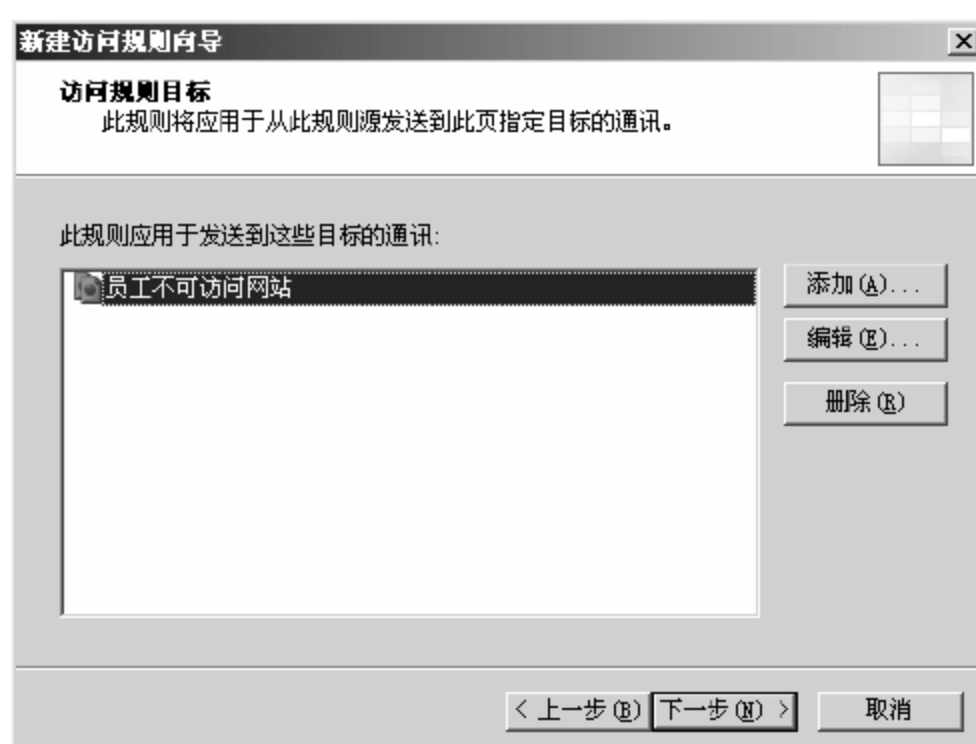 新建访问规则向导
访问规则目标
此规则将应用于从此规则源发送到此页指定目标的通讯。
此规则应用于发送到这些目标的通讯:
员工不可访问网站
添加(A)...
编辑(E)...
删除(R)
< 上一步(B)
下一步(N) >
取消